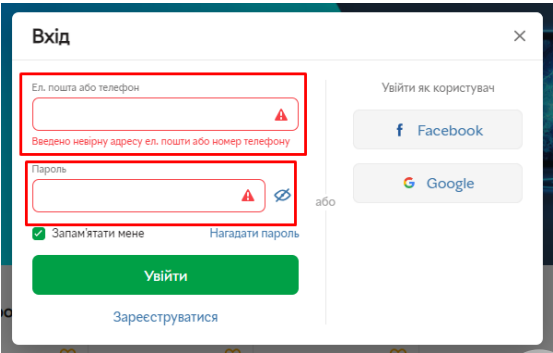 Вхід
Ел. пошта або телефон
Введено невірну адресу ел. пошти або номер телефону
Пароль
Запам'ятати мене
Нагадати пароль
Увійти
Зареєструватися
або
Увійти як користувач
Facebook
Google